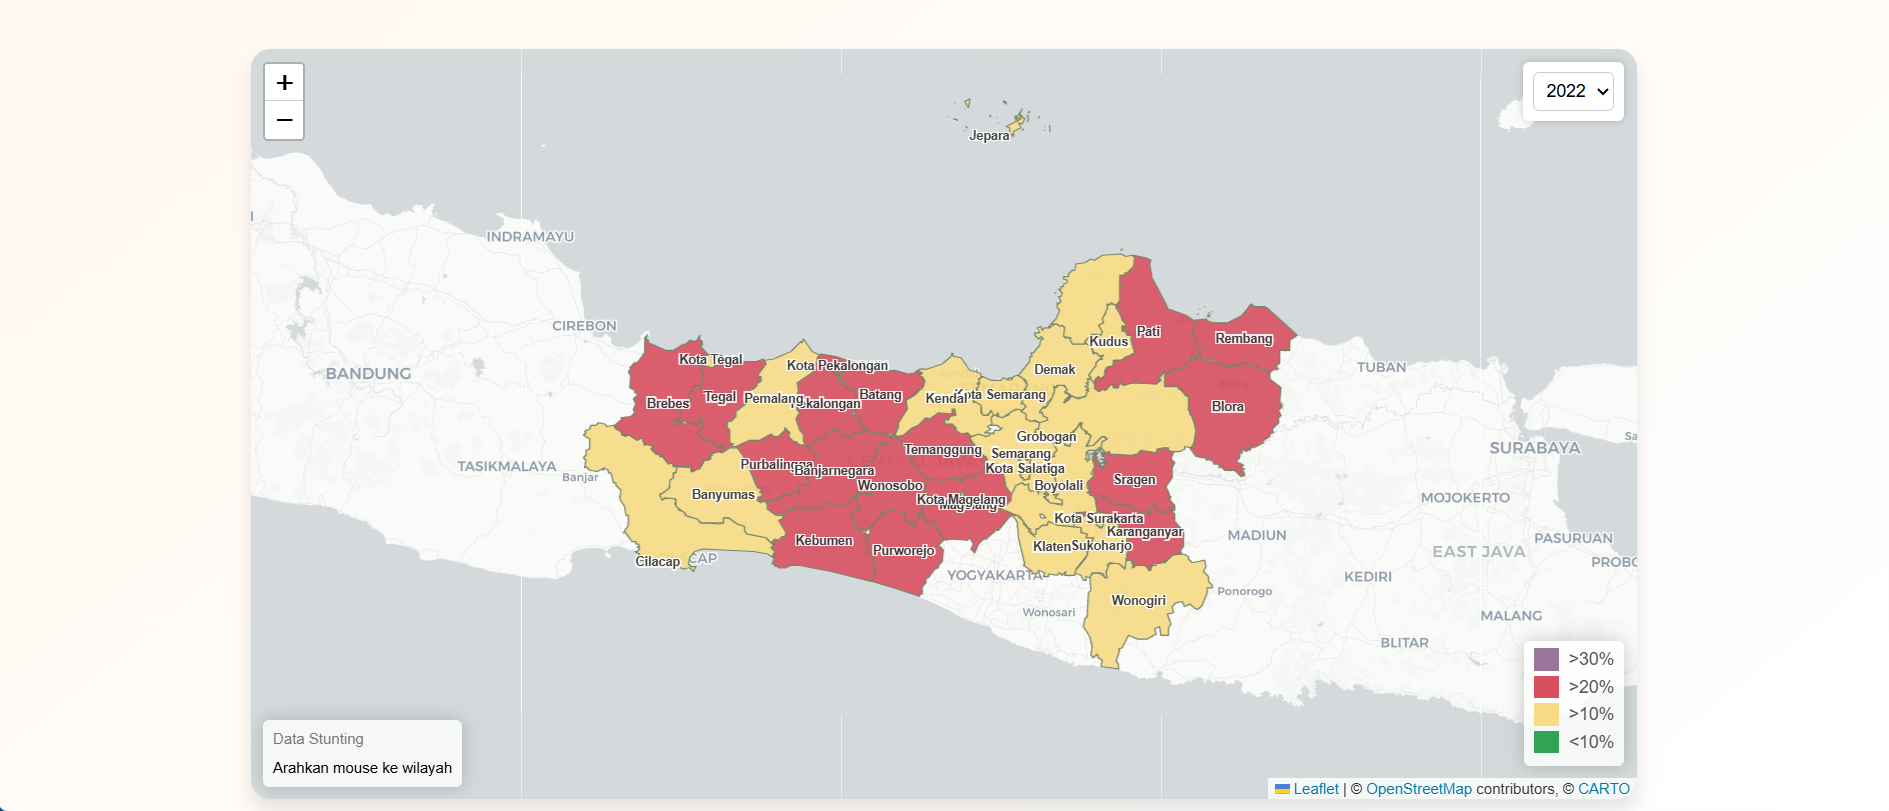 +
−
2022
Jepara
INDRAMAYU
CIREBON
BANDUNG
TASIKMALAYA
Banjar
Kota Tegal
Brebes
Tegal
Pemalang
Kota Pekalongan
Pekalongan
Batang
Kendal
Kota Semarang
Demak
Kudus
Pati
Rembang
Blora
Blora
TUBAN
Grobogan
Temanggung
Semarang
CENTRAL JAVA
Kota Salatiga
Purbalingga
Banjarnegara
Wonosobo
Boyolali
Sragen
Banyumas
Kota Magelang
Magelang
Kota Surakarta
Karanganyar
Kebumen
Purworejo
Klaten
Sukoharjo
Cilacap
CAP
YOGYAKARTA
Wonosari
Wonogiri
Ponorogo
MADIUN
SURABAYA
Sa
MOJOKERTO
PASURUAN
EAST JAVA
PROBO
KEDIRI
MALANG
BLITAR
>30%
>20%
>10%
<10%
Data Stunting
Arahkan mouse ke wilayah
Leaflet | © OpenStreetMap contributors, © CARTO